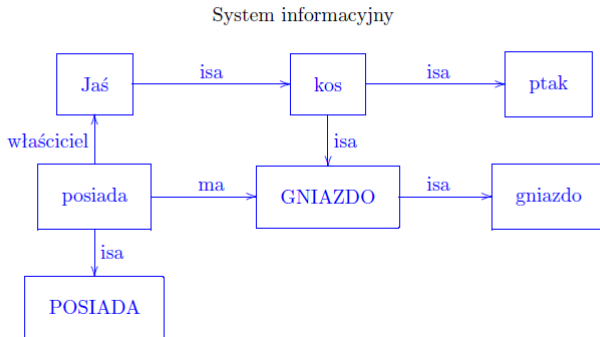 System informacyjny
Jaś isa kos isa ptak
właściciel isa
posiada ma GNIAZDO isa gniazdo
isa
POSIADA